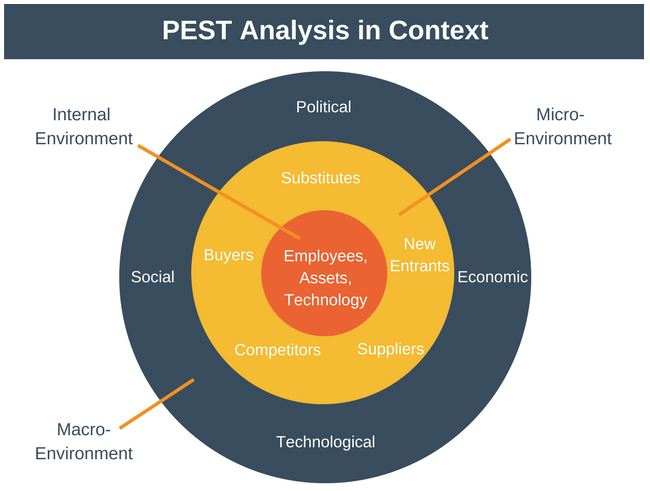 PEST Analysis in Context
Internal
Environment
Micro-
Environment
Political
Substitutes
Buyers
New
Entrants
Employees,
Assets,
Technology
Social
Economic
Competitors
Suppliers
Macro-
Environment
Technological